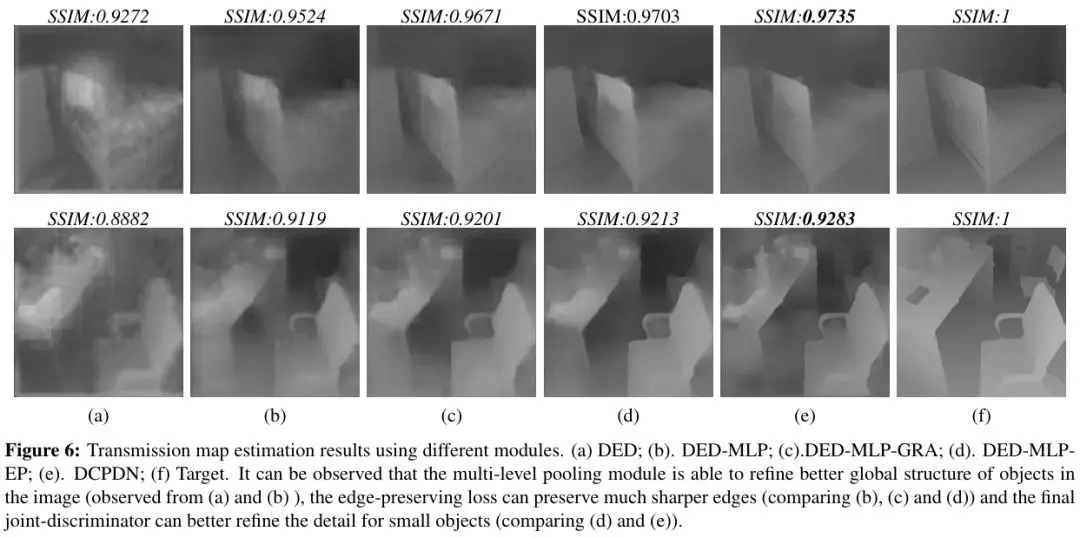 SSIM:0.9272 SSIM:0.9524 SSIM:0.9671 SSIM:0.9703 SSIM:0.9735 SSIM:1
SSIM:0.8882 SSIM:0.9119 SSIM:0.9201 SSIM:0.9213 SSIM:0.9283 SSIM:1
(a) (b) (c) (d) (e) (f)
Figure 6: Transmission map estimation results using different modules. (a) DED; (b). DED-MLP; (c).DED-MLP-GRA; (d). DED-MLP-
EP; (e). DCPDN; (f) Target. It can be observed that the multi-level pooling module is able to refine better global structure of objects in
the image (observed from (a) and (b) ), the edge-preserving loss can preserve much sharper edges (comparing (b), (c) and (d)) and the final
joint-discriminator can better refine the detail for small objects (comparing (d) and (e)).